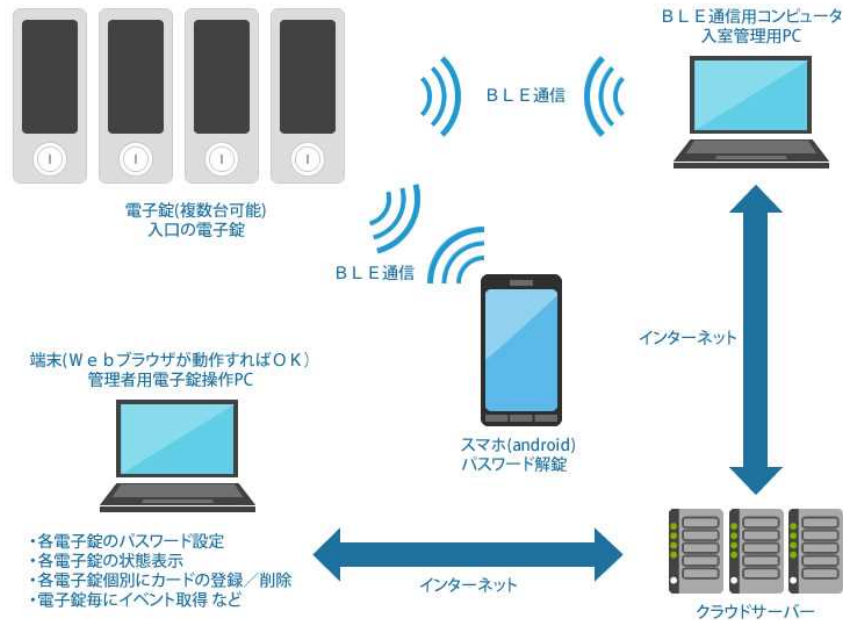 BLE通信用コンピュータ
入室管理用PC
BLE通信
電子錠(複数台可能)
入口の電子錠
BLE通信
インターネット
端末(Webブラウザが動作すればOK)
管理者用電子錠操作PC
スマホ(android)
パスワード解錠
・各電子錠のパスワード設定
・各電子錠の状態表示
・各電子錠個別にカードの登録／削除
・電子錠毎にイベント取得 など
インターネット
クラウドサーバー